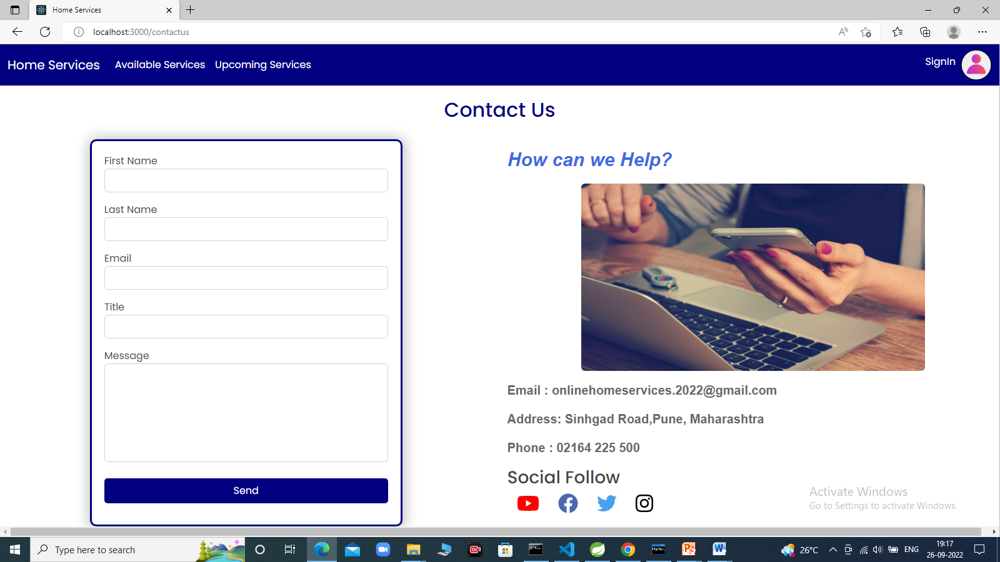 Home Services
localhost:3000/contactus
Home Services
Available Services
Upcoming Services
SignIn
Contact Us
First Name
Last Name
Email
Title
Message
Send
How can we Help?
Email : onlinehomeservices.2022@gmail.com
Address: Sinhgad Road,Pune, Maharashtra
Phone : 02164 225 500
Social Follow
Activate Windows
Go to Settings to activate Windows.
Type here to search
26°C
ENG
19:17
26-09-2022